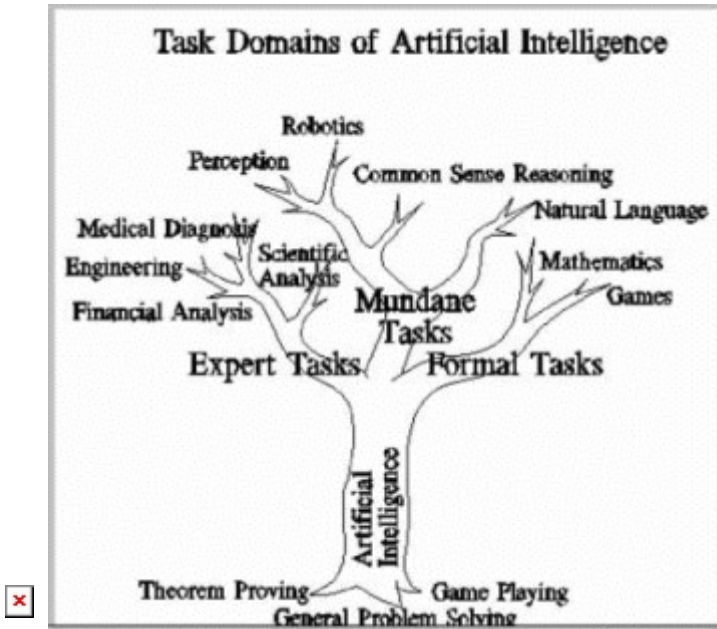 Task Domains of Artificial Intelligence
Robotics
Perception
Common Sense Reasoning
Natural Language
Medical Diagnosis
Scientific
Analysis
Engineering
Mathematics
Financial Analysis
Games
Mundane
Tasks
Expert Tasks
Formal Tasks
Artificial
Intelligence
Theorem Proving
Game Playing
General Problem Solving